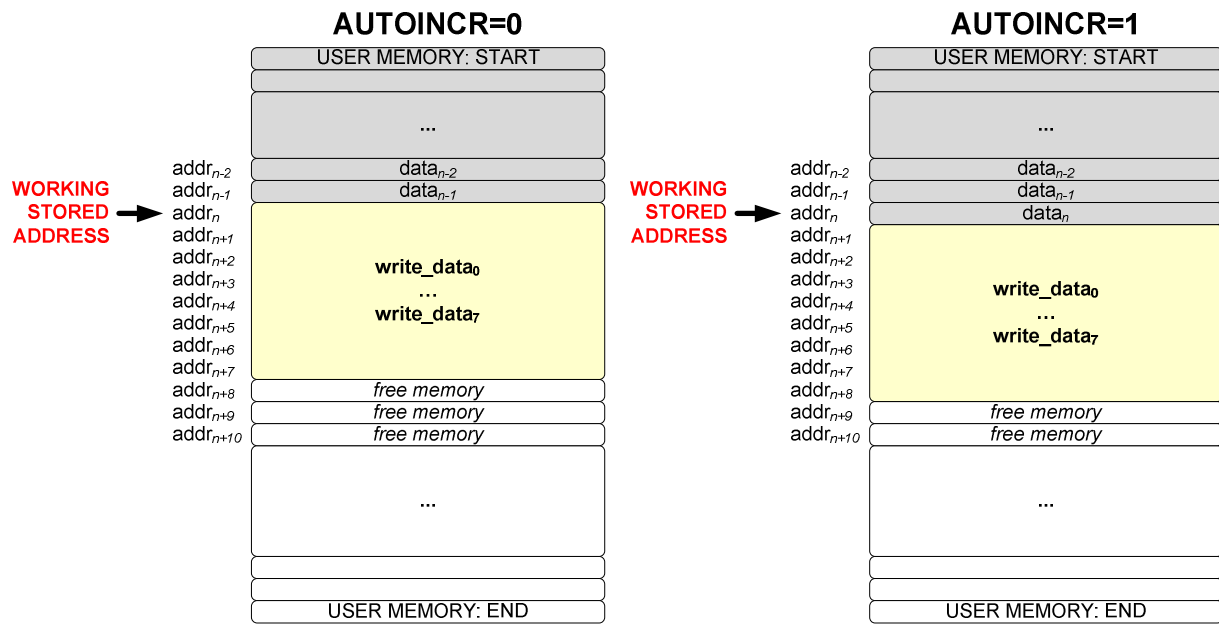 AUTOINCR=0
USER MEMORY: START
...
addrn-2 datan-2
WORKING addrn-1 datan-1
STORED addrn
ADDRESS addrn+1
addrn+2
write_data0
addrn+3
...
addrn+4
write_data7
addrn+5
addrn+6
addrn+7
addrn+8 free memory
addrn+9 free memory
addrn+10 free memory
...
USER MEMORY: END
AUTOINCR=1
USER MEMORY: START
...
addrn-2 datan-2
WORKING addrn-1 datan-1
STORED addrn datan
ADDRESS addrn+1
addrn+2
addrn+3
write_data0
addrn+4
...
addrn+5
write_data7
addrn+6
addrn+7
addrn+8
addrn+9 free memory
addrn+10 free memory
...
USER MEMORY: END